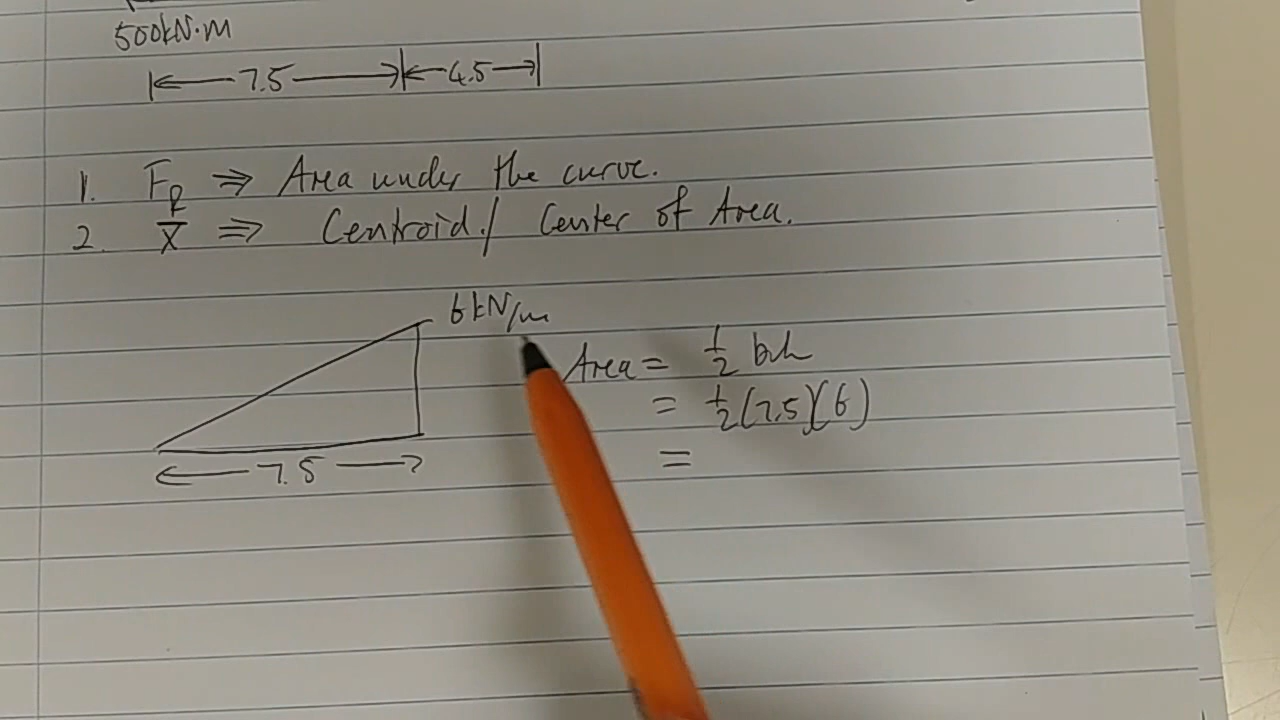 500kN·m
7.5 4.5
1. F_R ⇒ Area under the curve.
2. X̄ ⇒ Centroid./ Center of Area.
6kN/m
Area = ½ bh
= ½(7.5)(6)
7.5
=